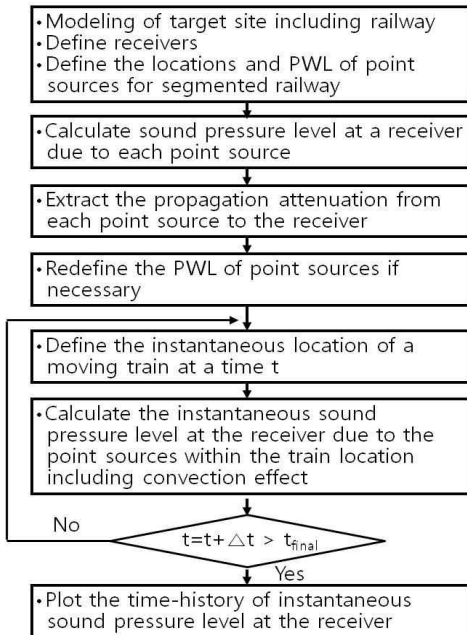 •Modeling of target site including railway
•Define receivers
•Define the locations and PWL of point
sources for segmented railway
•Calculate sound pressure level at a receiver
due to each point source
•Extract the propagation attenuation from
each point source to the receiver
•Redefine the PWL of point sources if
necessary
•Define the instantaneous location of a
moving train at a time t
•Calculate the instantaneous sound
pressure level at the receiver due to the
point sources within the train location
including convection effect
No
t=t+△t > t_final
Yes
•Plot the time-history of instantaneous
sound pressure level at the receiver